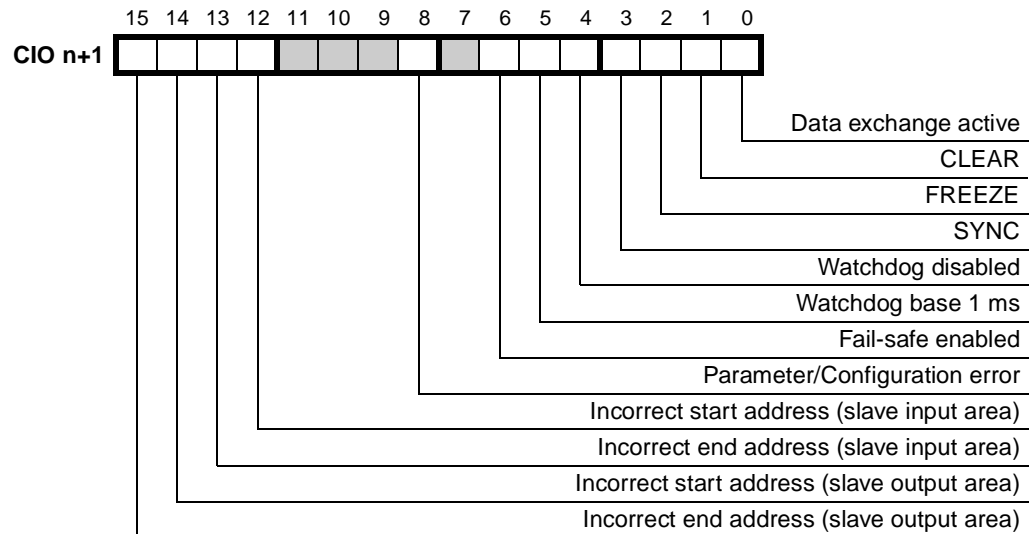 15 14 13 12 11 10 9 8 7 6 5 4 3 2 1 0
CIO n+1
Data exchange active
CLEAR
FREEZE
SYNC
Watchdog disabled
Watchdog base 1 ms
Fail-safe enabled
Parameter/Configuration error
Incorrect start address (slave input area)
Incorrect end address (slave input area)
Incorrect start address (slave output area)
Incorrect end address (slave output area)